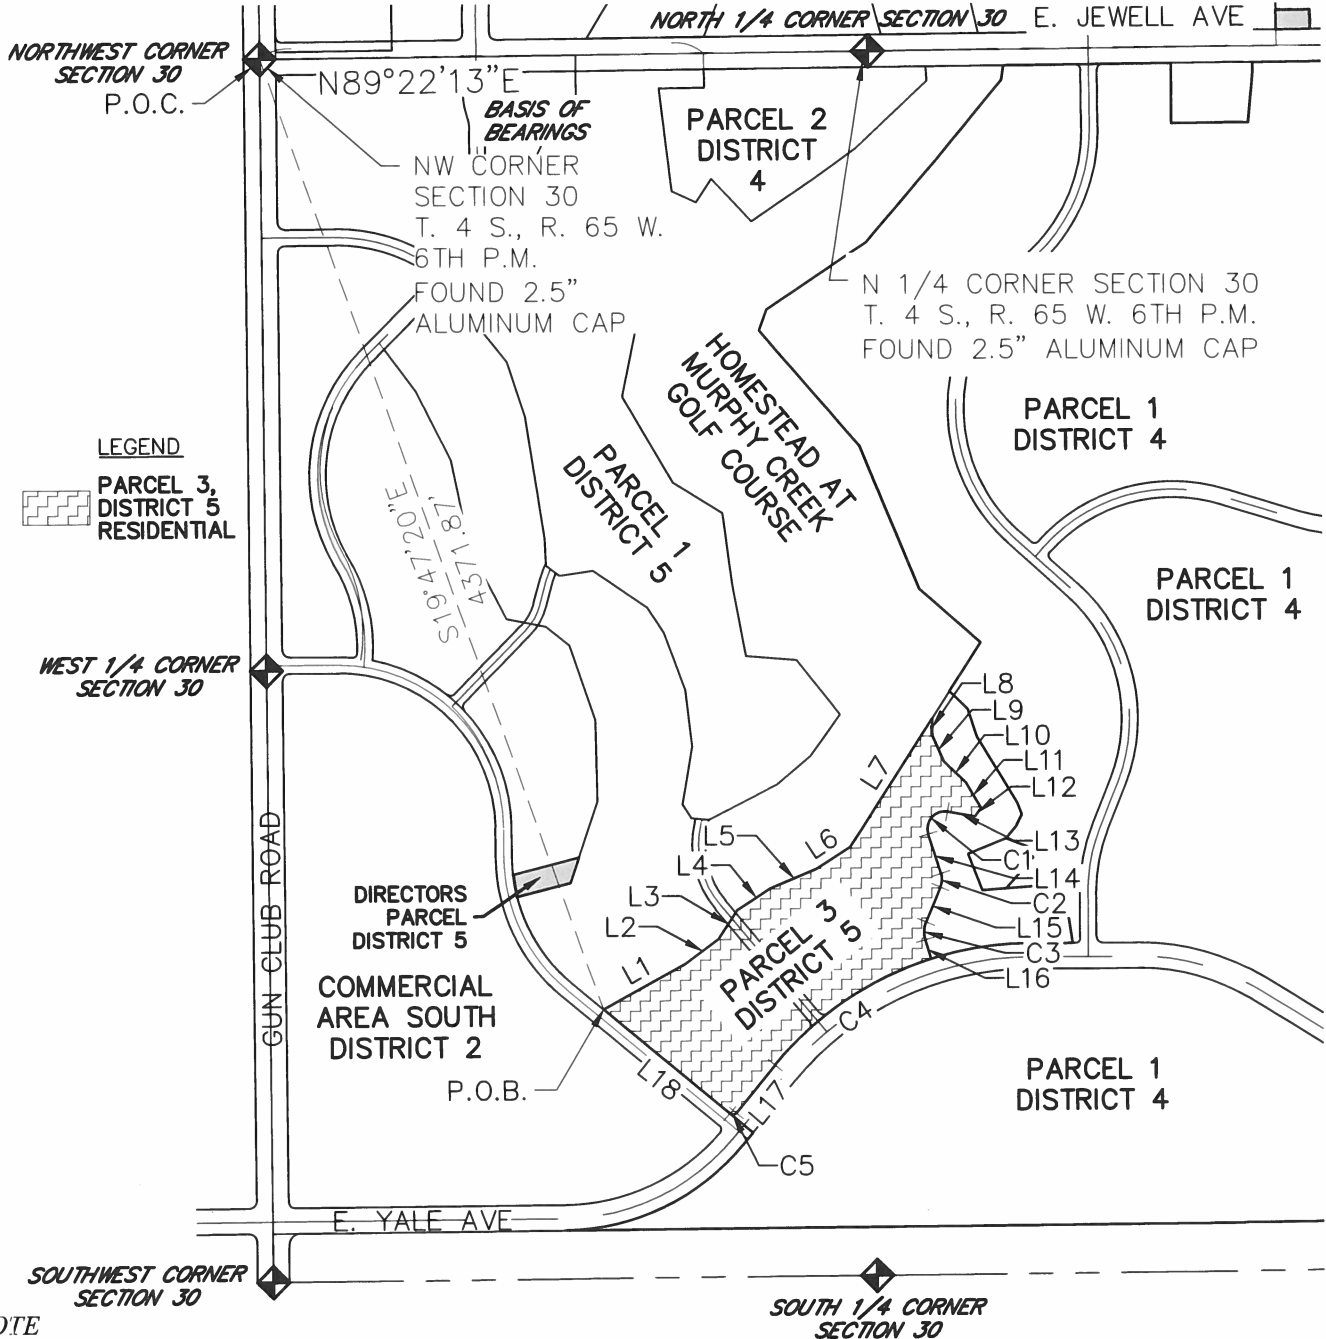 NORTH 1/4 CORNER SECTION 30
E. JEWELL AVE
NORTHWEST CORNER
SECTION 30
P.O.C.
N89°22'13"E
BASIS OF
BEARINGS
PARCEL 2
DISTRICT
4
NW CORNER
SECTION 30
T. 4 S., R. 65 W.
6TH P.M.
FOUND 2.5"
ALUMINUM CAP
N 1/4 CORNER SECTION 30
T. 4 S., R. 65 W. 6TH P.M.
FOUND 2.5" ALUMINUM CAP
HOMESTEAD AT
MURPHY CREEK
GOLF COURSE
PARCEL 1
DISTRICT 4
LEGEND
PARCEL 3,
DISTRICT 5
RESIDENTIAL
PARCEL 1
DISTRICT 5
S19°47'20"E
4371.87'
PARCEL 1
DISTRICT 4
WEST 1/4 CORNER
SECTION 30
L8
L9
L10
L11
L12
L7
L13
C1
L14
C2
L15
C3
L16
L6
L5
L4
L3
L2
L1
GUN CLUB ROAD
DIRECTORS
PARCEL
DISTRICT 5
PARCEL 3
DISTRICT 5
COMMERCIAL
AREA SOUTH
DISTRICT 2
C4
P.O.B.
L18
L17
C5
PARCEL 1
DISTRICT 4
E. YALE AVE
SOUTHWEST CORNER
SECTION 30
SOUTH 1/4 CORNER
SECTION 30
OTE